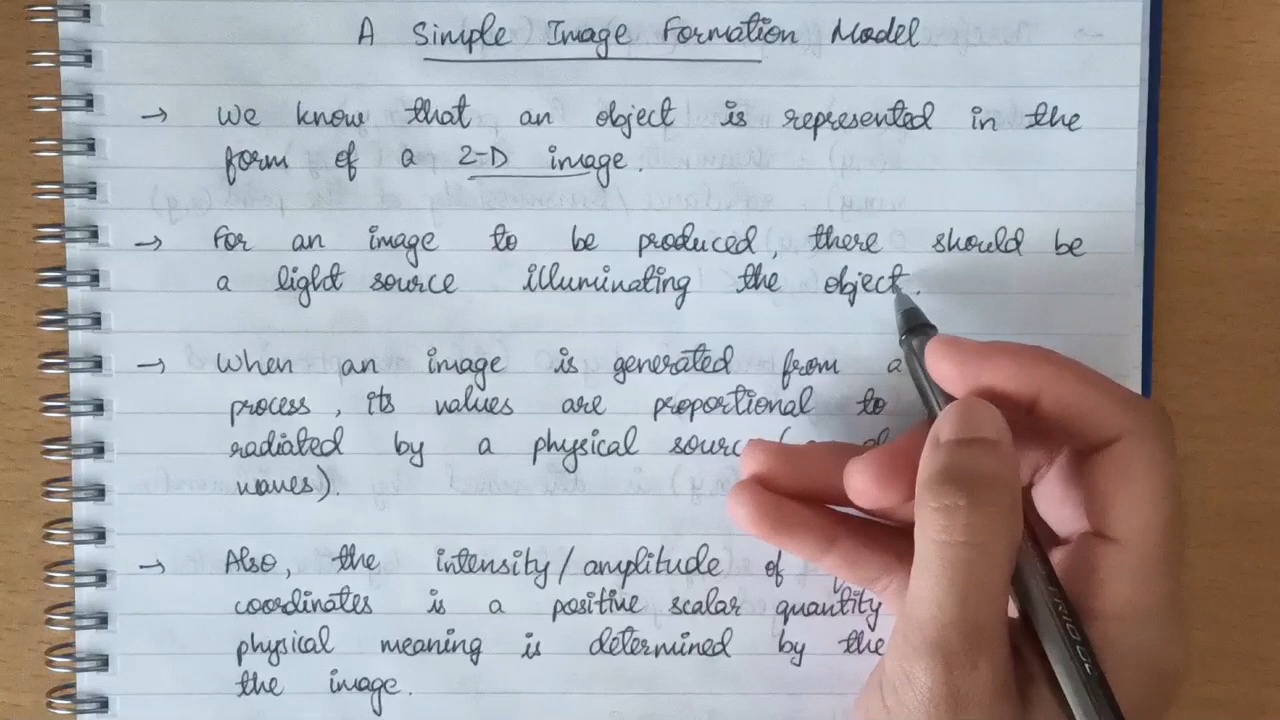 A Simple Image Formation Model
→ We know that an object is represented in the
form of a 2-D image.
→ For an image to be produced, there should be
a light source illuminating the object.
→ When an image is generated from a
process, its values are proportional to
radiated by a physical source
waves).
→ Also, the intensity/amplitude of
coordinates is a positive scalar quantity
physical meaning is determined by the
the image.